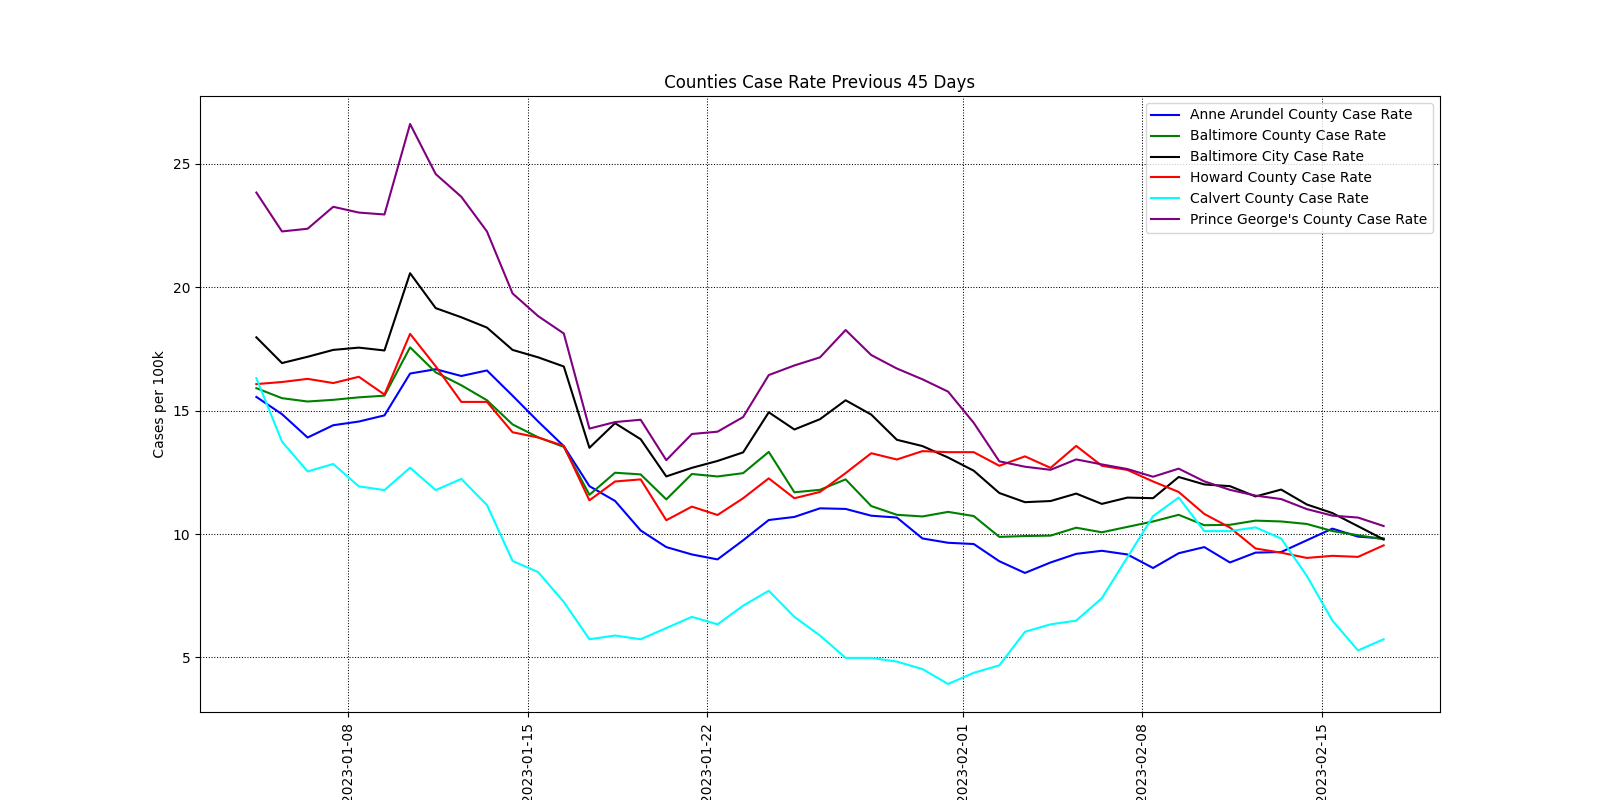 Counties Case Rate Previous 45 Days
Anne Arundel County Case Rate
Baltimore County Case Rate
Baltimore City Case Rate
Howard County Case Rate
Calvert County Case Rate
Prince George's County Case Rate
Cases per 100k
25
20
15
10
5
2023-01-08
2023-01-15
2023-01-22
2023-02-01
2023-02-08
2023-02-15